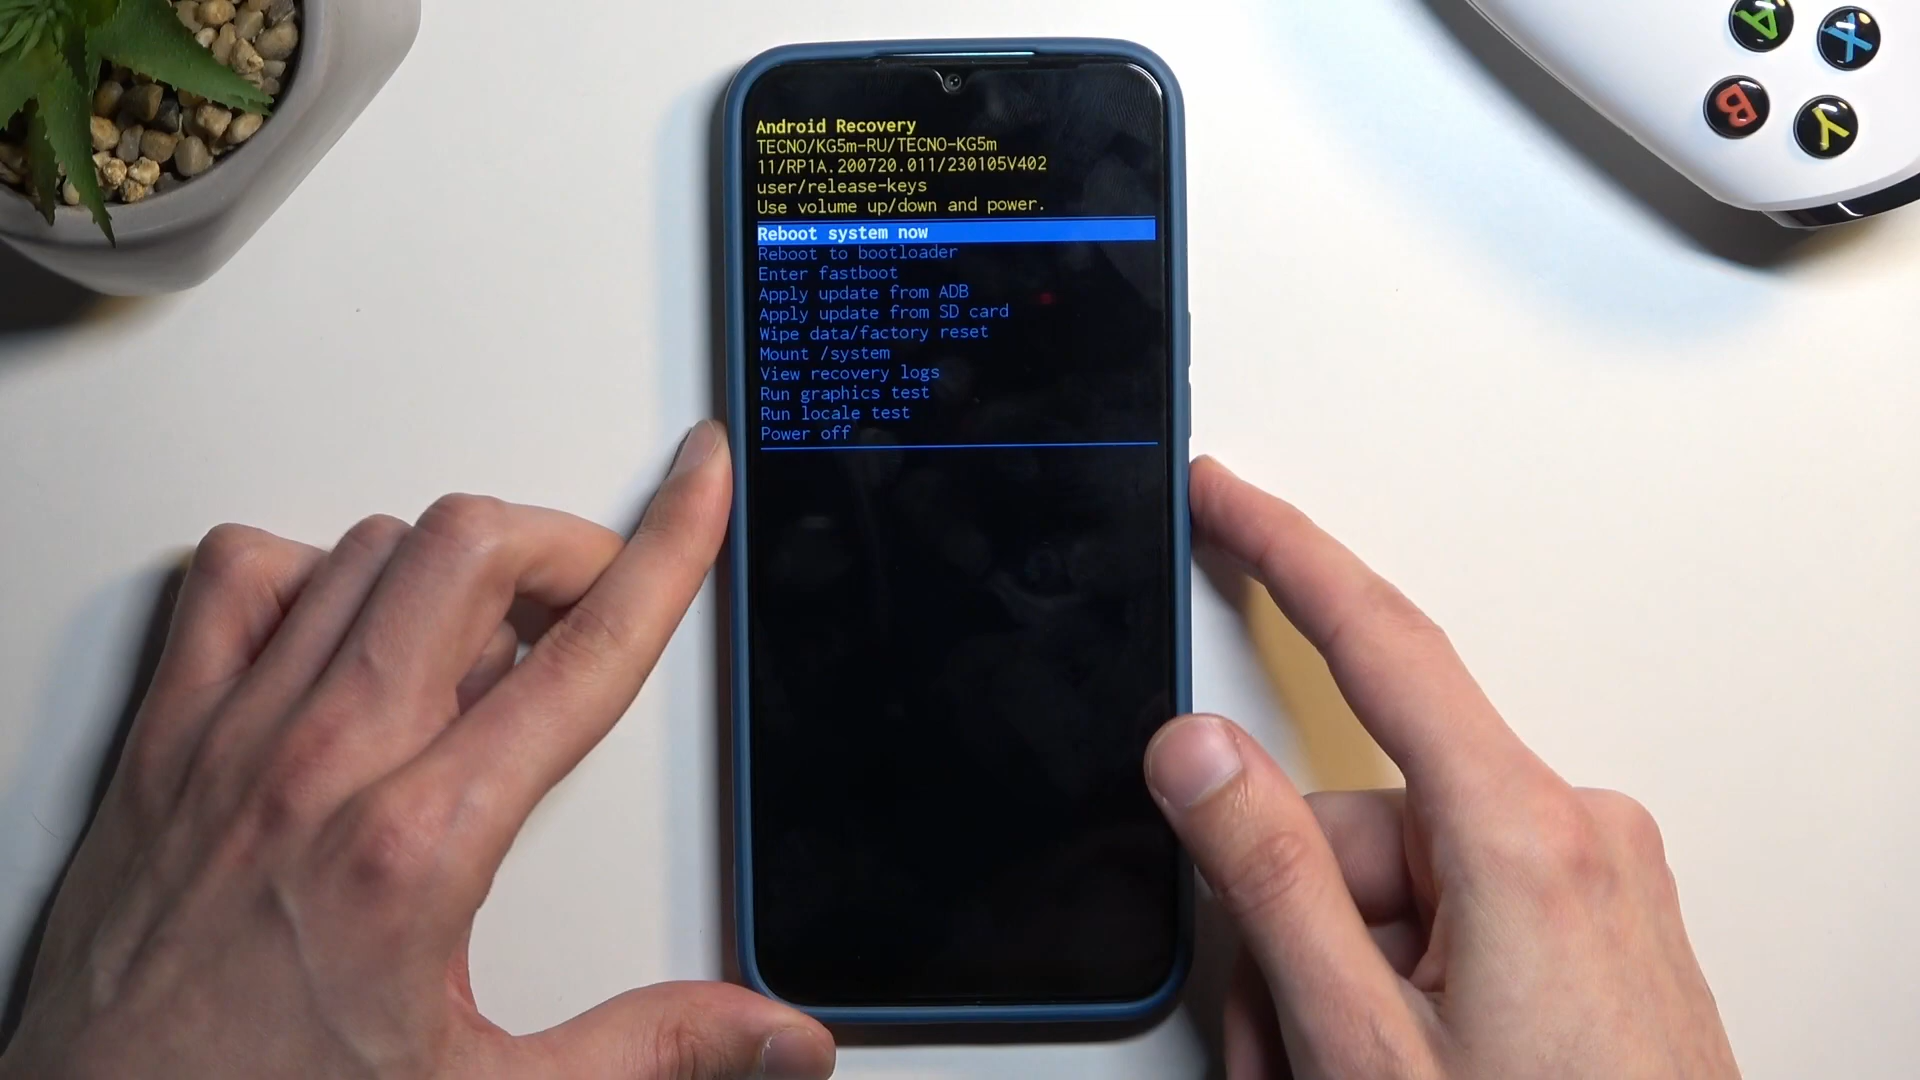 Android Recovery
TECNO/KG5m-RU/TECNO-KG5m
11/RP1A.200720.011/230105V402
user/release-keys
Use volume up/down and power.
Reboot system now
Reboot to bootloader
Enter fastboot
Apply update from ADB
Apply update from SD card
Wipe data/factory reset
Mount /system
View recovery logs
Run graphics test
Run locale test
Power off
A
X
B
Y